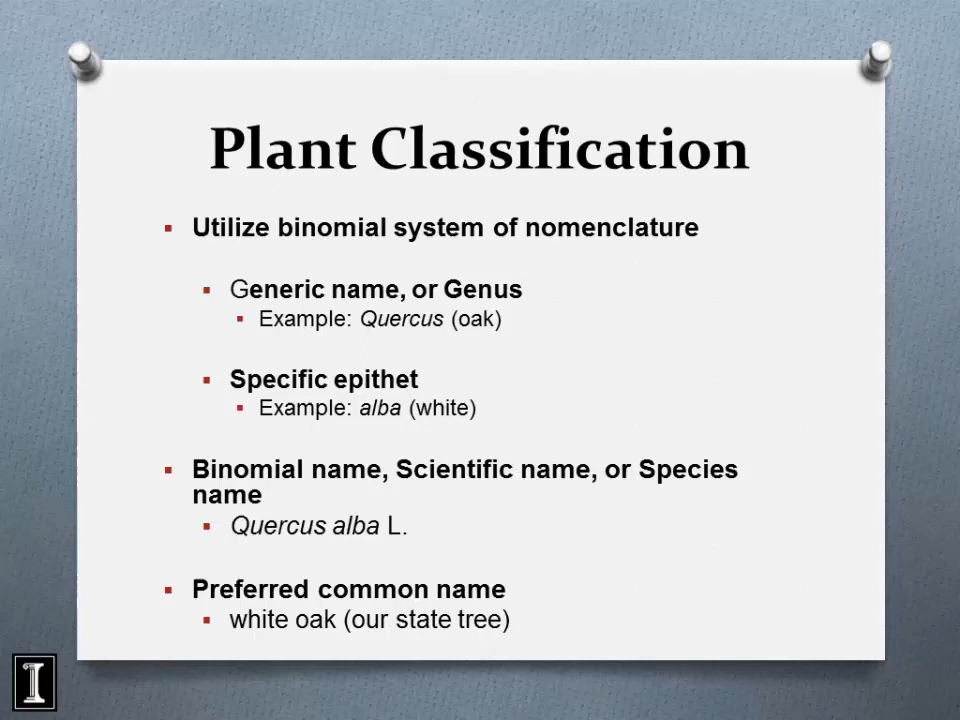 Plant Classification
Utilize binomial system of nomenclature
Generic name, or Genus
Example: Quercus (oak)
Specific epithet
Example: alba (white)
Binomial name, Scientific name, or Species
name
Quercus alba L.
Preferred common name
white oak (our state tree)
I